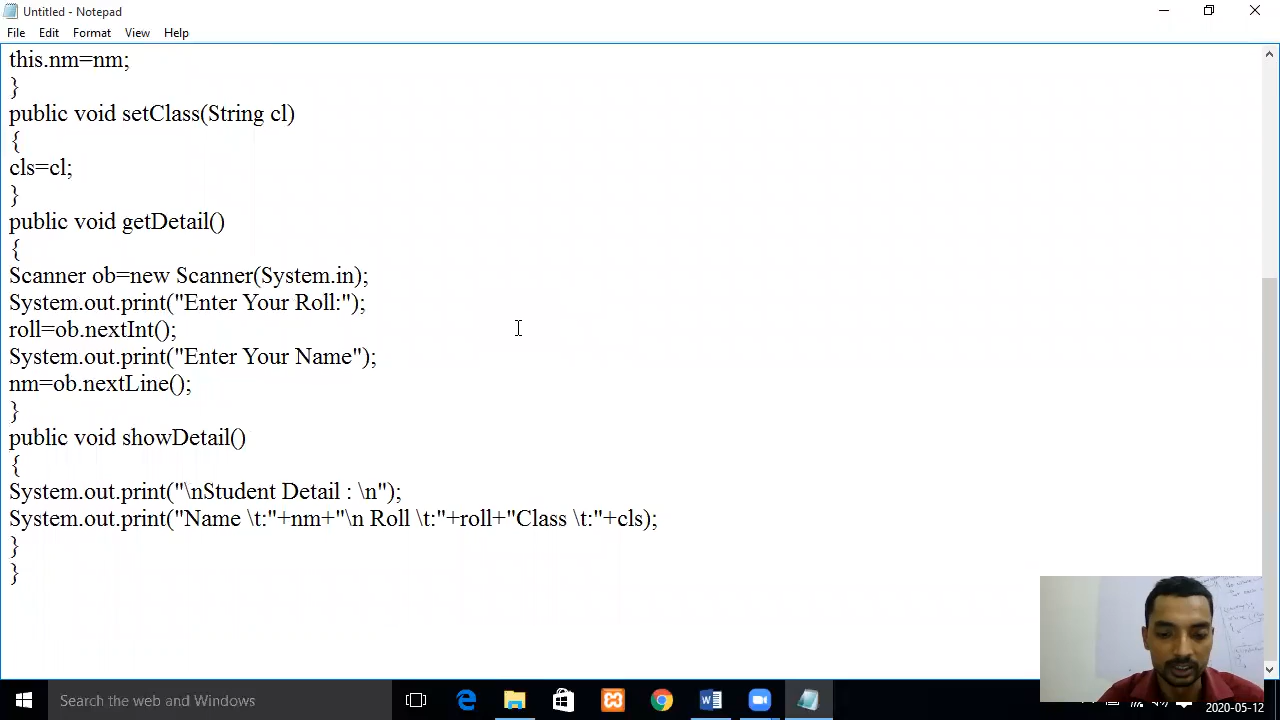 Untitled - Notepad
File Edit Format View Help
this.nm=nm;
}
public void setClass(String cl)
{
cls=cl;
}
public void getDetail()
{
Scanner ob=new Scanner(System.in);
System.out.print("Enter Your Roll:");
roll=ob.nextInt();
System.out.print("Enter Your Name");
nm=ob.nextLine();
}
public void showDetail()
{
System.out.print("\nStudent Detail : \n");
System.out.print("Name \t:"+nm+"\n Roll \t:"+roll+"Class \t:"+cls);
}
}
Search the web and Windows
2020-05-12